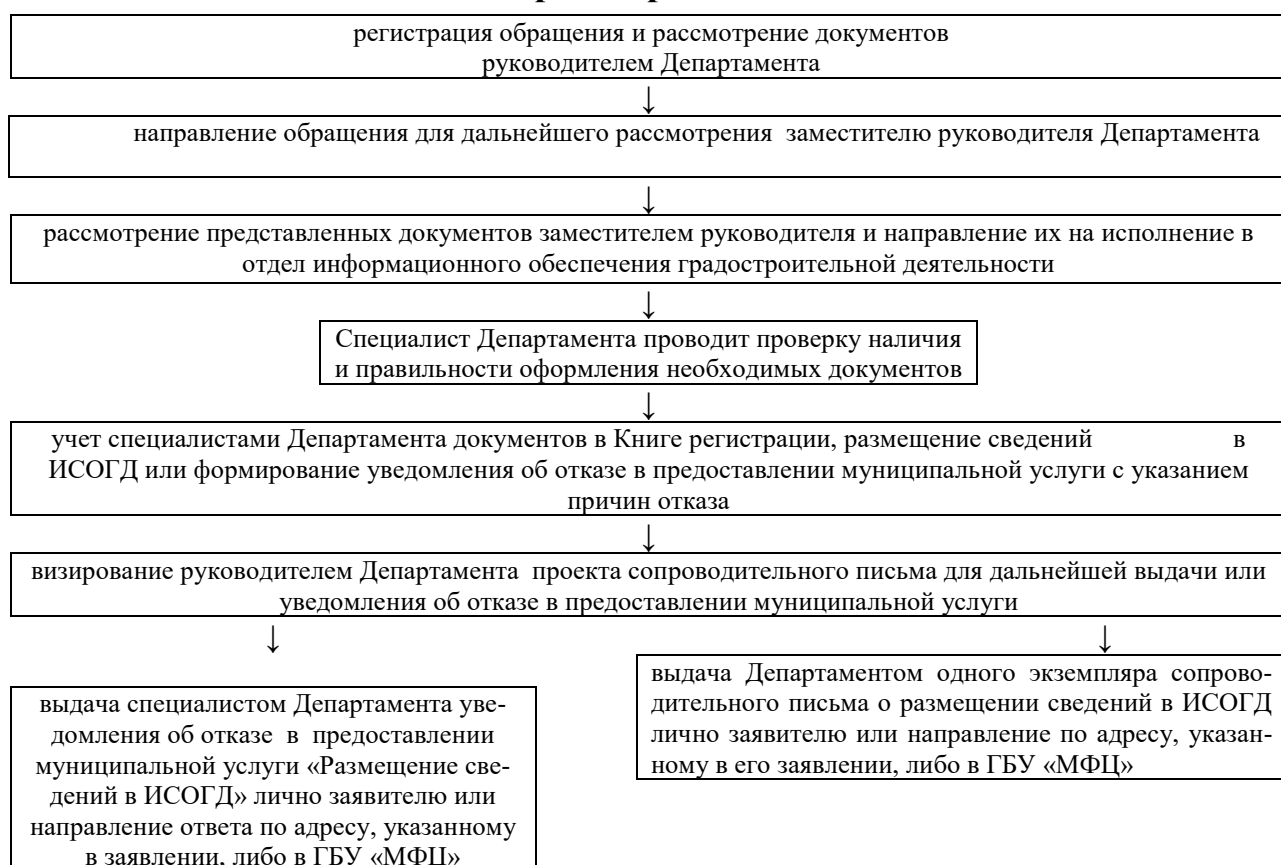 регистрация обращения и рассмотрение документов
руководителем Департамента
↓
направление обращения для дальнейшего рассмотрения заместителю руководителя Департамента
↓
рассмотрение представленных документов заместителем руководителя и направление их на исполнение в
отдел информационного обеспечения градостроительной деятельности
↓
Специалист Департамента проводит проверку наличия
и правильности оформления необходимых документов
↓
учет специалистами Департамента документов в Книге регистрации, размещение сведений в
ИСОГД или формирование уведомления об отказе в предоставлении муниципальной услуги с указанием
причин отказа
↓
визирование руководителем Департамента проекта сопроводительного письма для дальнейшей выдачи или
уведомления об отказе в предоставлении муниципальной услуги
↓ ↓
выдача специалистом Департамента уве-
домления об отказе в предоставлении
муниципальной услуги «Размещение све-
дений в ИСОГД» лично заявителю или
направление ответа по адресу, указанному
в заявлении, либо в ГБУ «МФЦ»
выдача Департаментом одного экземпляра сопрово-
дительного письма о размещении сведений в ИСОГД
лично заявителю или направление по адресу, указан-
ному в его заявлении, либо в ГБУ «МФЦ»